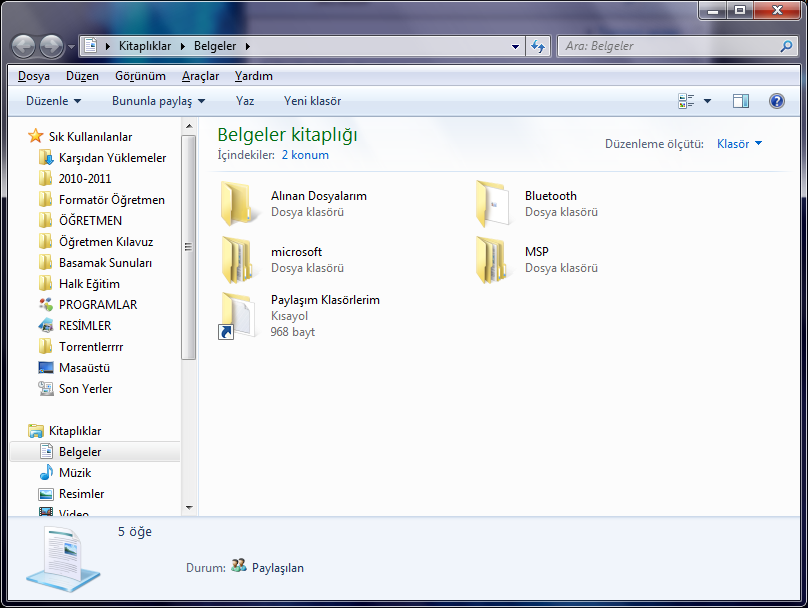 Kitaplıklar Belgeler
Ara: Belgeler
Dosya Düzen Görünüm Araçlar Yardım
Düzenle Bununla paylaş Yaz Yeni klasör
Sık Kullanılanlar
Karşıdan Yüklemeler
2010-2011
Formatör Öğretmen
ÖĞRETMEN
Öğretmen Kılavuz
Basamak Sunuları
Halk Eğitim
PROGRAMLAR
RESİMLER
Torrentlerrrr
Masaüstü
Son Yerler
Kitaplıklar
Belgeler
Müzik
Resimler
Video
Belgeler kitaplığı
İçindekiler: 2 konum
Düzenleme ölçütü: Klasör
Alınan Dosyalarım
Dosya klasörü
Bluetooth
Dosya klasörü
microsoft
Dosya klasörü
MSP
Dosya klasörü
Paylaşım Klasörlerim
Kısayol
968 bayt
5 öğe
Durum: Paylaşılan